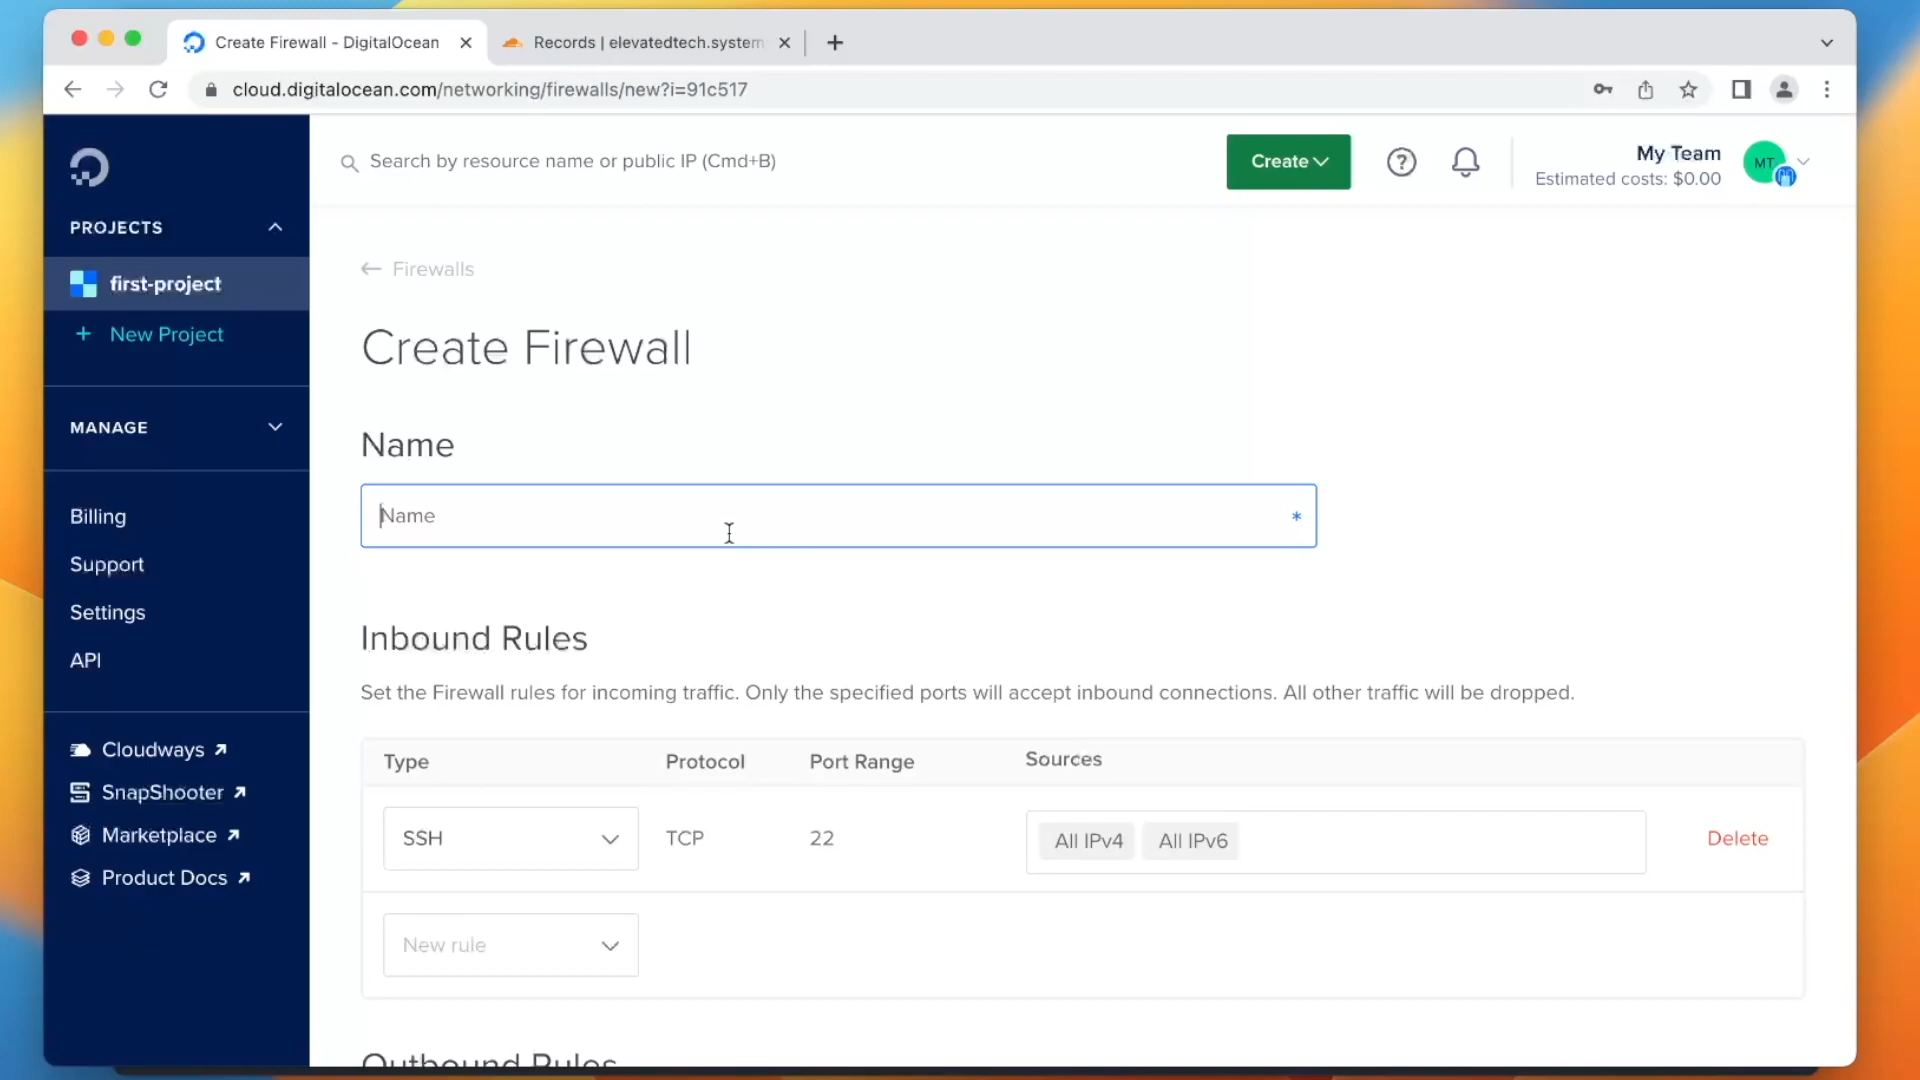 Create Firewall - DigitalOcean
Records | elevatedtech.system
cloud.digitalocean.com/networking/firewalls/new?i=91c517
Search by resource name or public IP (Cmd+B)
Create
My Team
Estimated costs: $0.00
MT
PROJECTS
first-project
+ New Project
MANAGE
Billing
Support
Settings
API
Cloudways
SnapShooter
Marketplace
Product Docs
← Firewalls
Create Firewall
Name
Name *
Inbound Rules
Set the Firewall rules for incoming traffic. Only the specified ports will accept inbound connections. All other traffic will be dropped.
Type Protocol Port Range Sources
SSH TCP 22 All IPv4 All IPv6 Delete
New rule
Outbound Rules